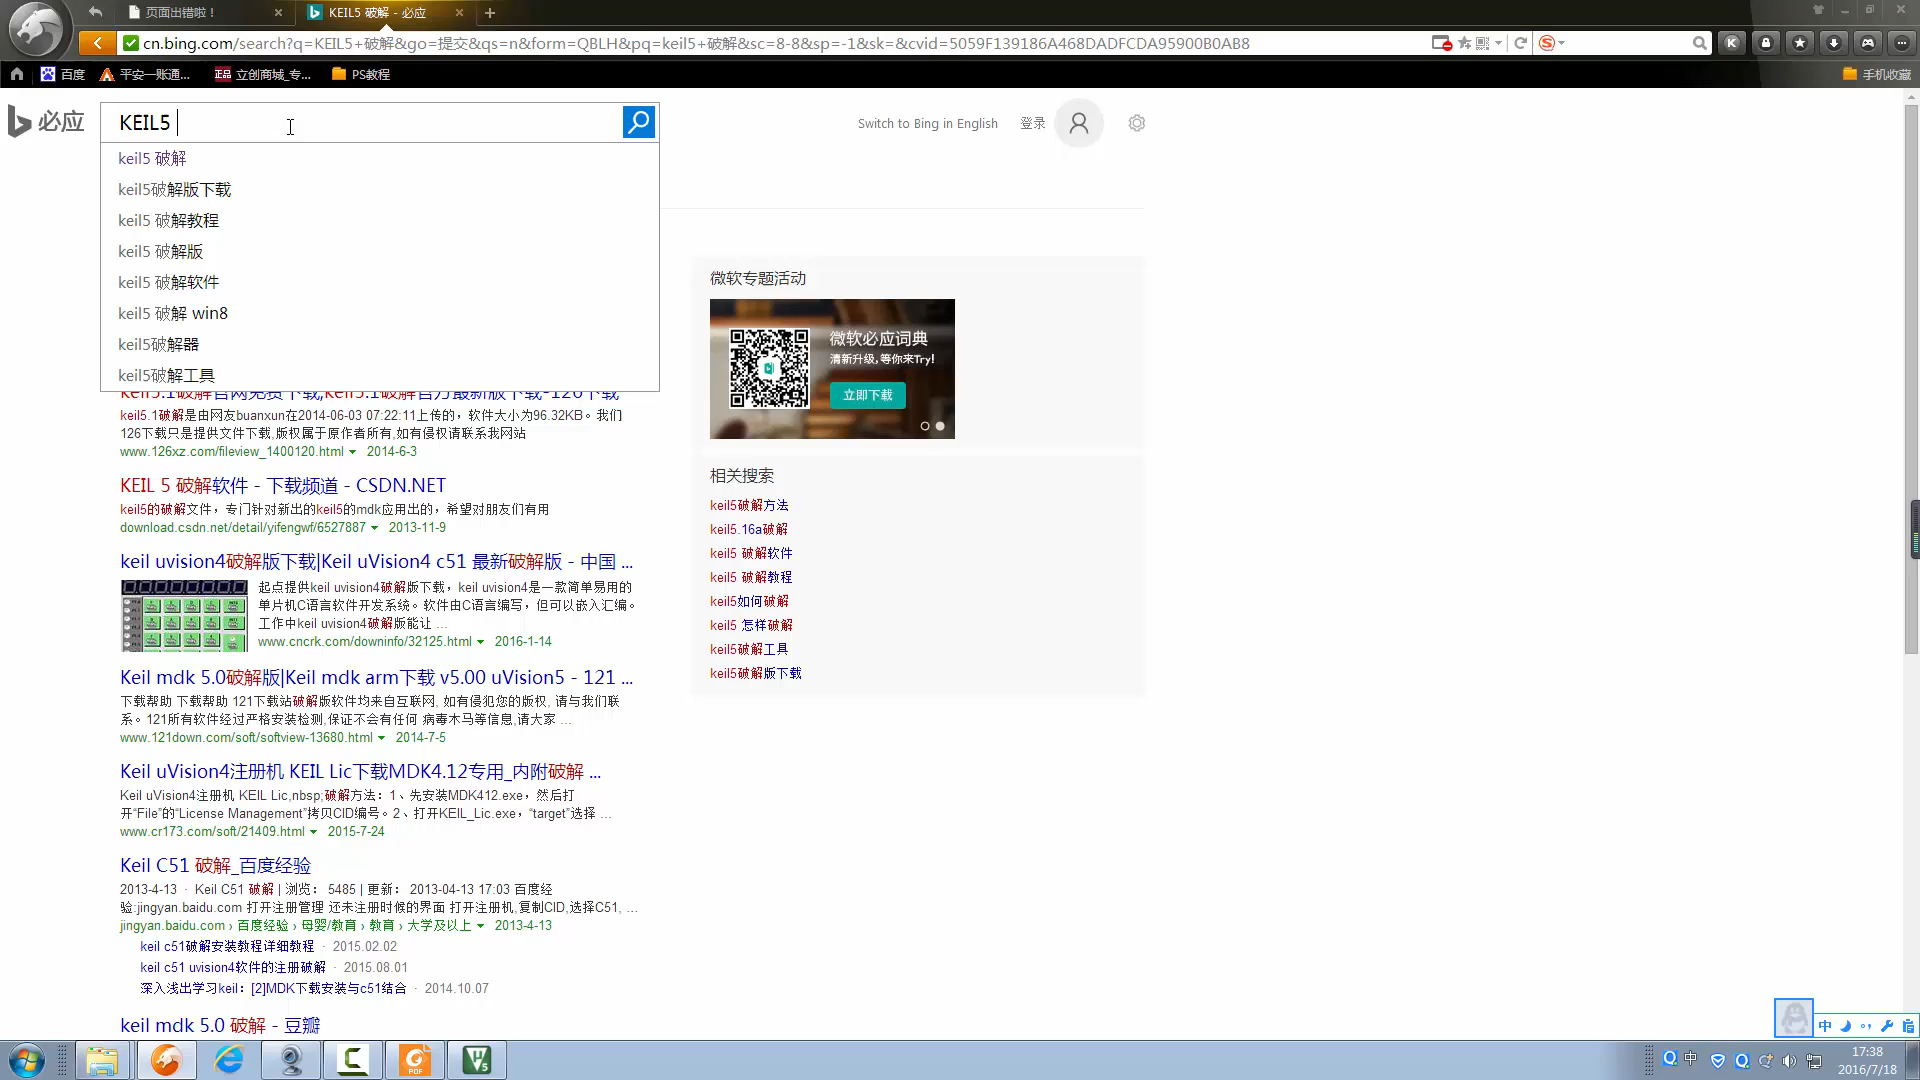 页面出错啦！
KEIL5 破解 - 必应
cn.bing.com/search?q=KEIL5+破解&go=提交&qs=n&form=QBLH&pq=keil5+破解&sc=8-8&sp=-1&sk=&cvid=5059F139186A468DADFCDA95900B0AB8
百度
平安一账通...
正品
立创商城_专...
PS教程
手机收藏
必应
KEIL5
Switch to Bing in English
登录
keil5 破解
keil5破解版下载
keil5 破解教程
keil5 破解版
keil5 破解软件
keil5 破解 win8
keil5破解器
keil5破解工具
keil5.1破解是由网友buanxun在2014-06-03 07:22:11上传的，软件大小为96.32KB。我们
126下载只是提供文件下载,版权属于原作者所有,如有侵权请联系我网站
www.126xz.com/fileview_1400120.html 2014-6-3
KEIL 5 破解软件 - 下载频道 - CSDN.NET
keil5的破解文件，专门针对新出的keil5的mdk应用出的，希望对朋友们有用
download.csdn.net/detail/yifengwf/6527887 2013-11-9
keil uvision4破解版下载|Keil uVision4 c51 最新破解版 - 中国 ...
起点提供keil uvision4破解版下载，keil uvision4是一款简单易用的
单片机C语言软件开发系统。软件由C语言编写，但可以嵌入汇编。
工作中keil uvision4破解版能让 ...
www.cncrk.com/downinfo/32125.html 2016-1-14
Keil mdk 5.0破解版|Keil mdk arm下载 v5.00 uVision5 - 121 ...
下载帮助 下载帮助 121下载站破解版软件均来自互联网, 如有侵犯您的版权, 请与我们联
系。121所有软件经过严格安装检测,保证不会有任何 病毒木马等信息,请大家 ...
www.121down.com/soft/softview-13680.html 2014-7-5
Keil uVision4注册机 KEIL Lic下载MDK4.12专用_内附破解 ...
Keil uVision4注册机 KEIL Lic,nbsp;破解方法：1、先安装MDK412.exe，然后打
开“File”的“License Management”拷贝CID编号。2、打开KEIL_Lic.exe，“target”选择 ...
www.cr173.com/soft/21409.html 2015-7-24
Keil C51 破解_百度经验
2013-4-13 · Keil C51 破解 | 浏览： 5485 | 更新： 2013-04-13 17:03 百度经
验:jingyan.baidu.com 打开注册管理 还未注册时候的界面 打开注册机,复制CID,选择C51, ...
jingyan.baidu.com › 百度经验 › 母婴/教育 › 教育 › 大学及以上 2013-4-13
keil c51破解安装教程详细教程 · 2015.02.02
keil c51 uvision4软件的注册破解 · 2015.08.01
深入浅出学习keil：[2]MDK下载安装与c51结合 · 2014.10.07
keil mdk 5.0 破解 - 豆瓣
微软专题活动
微软必应词典
清新升级,等你来Try!
立即下载
相关搜索
keil5破解方法
keil5.16a破解
keil5 破解软件
keil5 破解教程
keil5如何破解
keil5 怎样破解
keil5破解工具
keil5破解版下载
中
中
17:38
2016/7/18